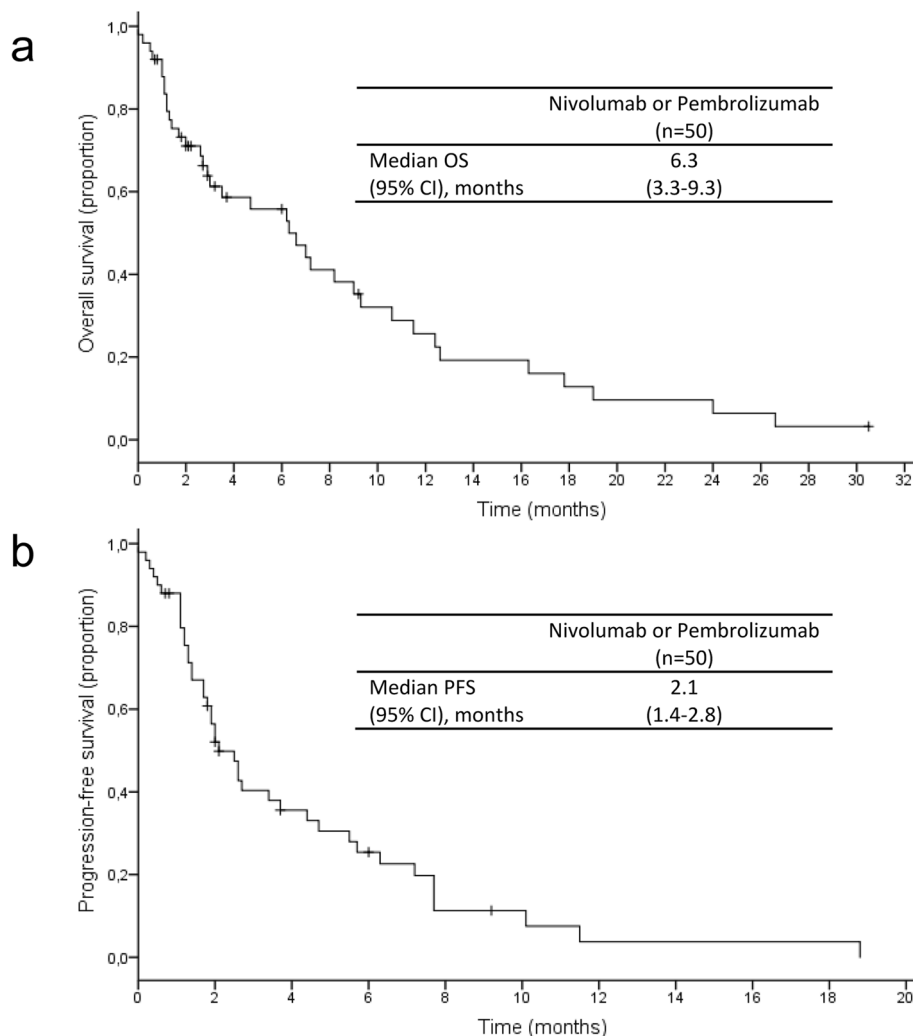 a
Overall survival (proportion)
1,0
0,8
0,6
0,4
0,2
0,0
0 2 4 6 8 10 12 14 16 18 20 22 24 26 28 30 32
Time (months)
Nivolumab or Pembrolizumab
(n=50)
Median OS 6.3
(95% CI), months (3.3-9.3)
b
Progression-free survival (proportion)
1,0
0,8
0,6
0,4
0,2
0,0
0 2 4 6 8 10 12 14 16 18 20
Time (months)
Nivolumab or Pembrolizumab
(n=50)
Median PFS 2.1
(95% CI), months (1.4-2.8)